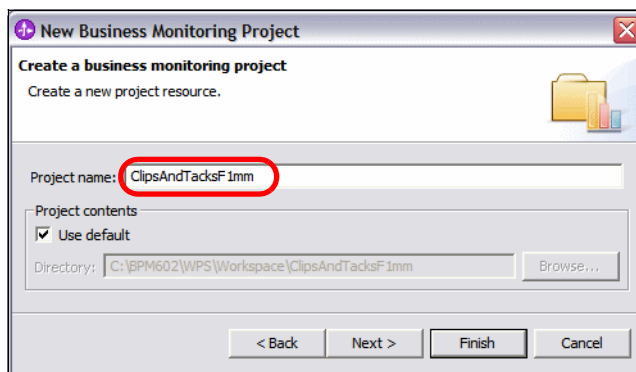 New Business Monitoring Project
Create a business monitoring project
Create a new project resource.
Project name: ClipsAndTacksF1mm
Project contents
Use default
Directory: C:\BPM602\WPS\Workspace\ClipsAndTacksF1mm Browse...
< Back Next > Finish Cancel